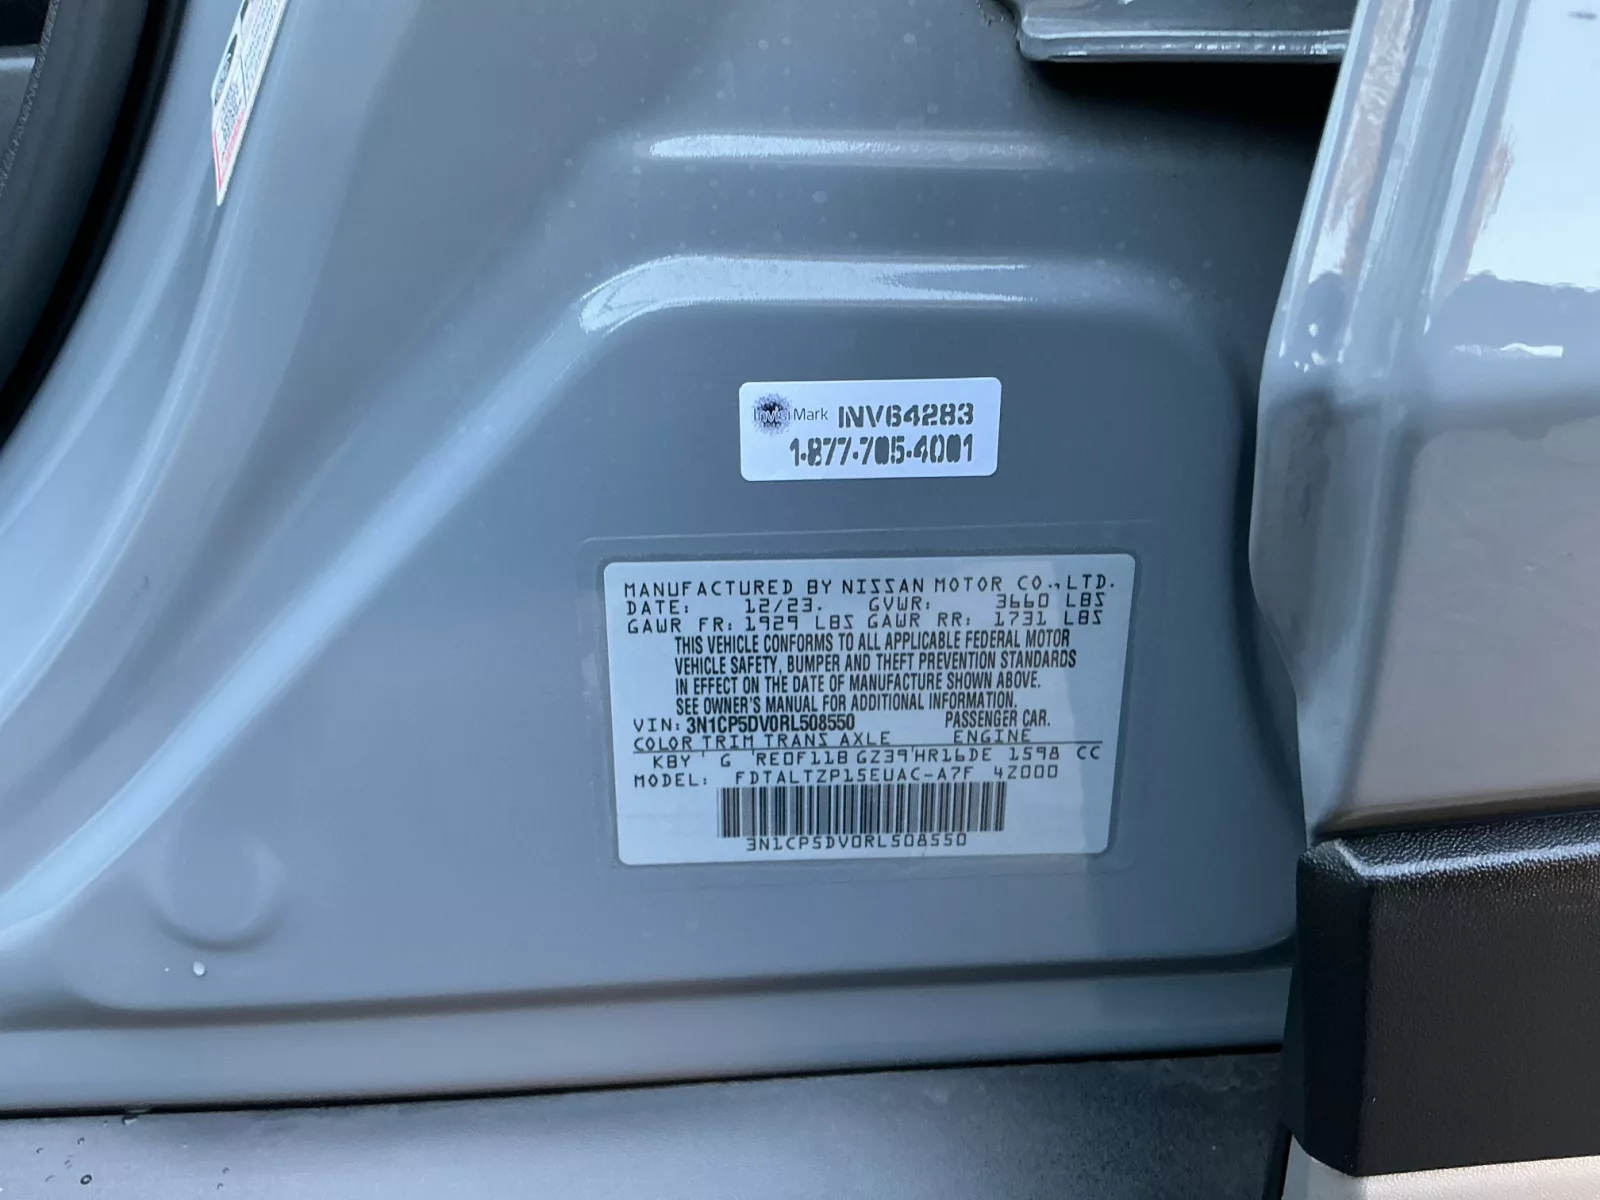 InvisiMark INV64283
1-877-705-4001
MANUFACTURED BY NISSAN MOTOR CO.,LTD.
DATE: 12/23. GVWR: 3660 LBS
GAWR FR: 1929 LBS GAWR RR: 1731 LBS
THIS VEHICLE CONFORMS TO ALL APPLICABLE FEDERAL MOTOR
VEHICLE SAFETY, BUMPER AND THEFT PREVENTION STANDARDS
IN EFFECT ON THE DATE OF MANUFACTURE SHOWN ABOVE.
SEE OWNER'S MANUAL FOR ADDITIONAL INFORMATION.
VIN: 3N1CP5DV0RL508550 PASSENGER CAR.
COLOR TRIM TRANS AXLE ENGINE
KBY ' G 'RE0F11B GZ39'HR16DE 1598 CC
MODEL: FDTALTZP15EUAC-A7F 42000
3N1CP5DV0RL508550